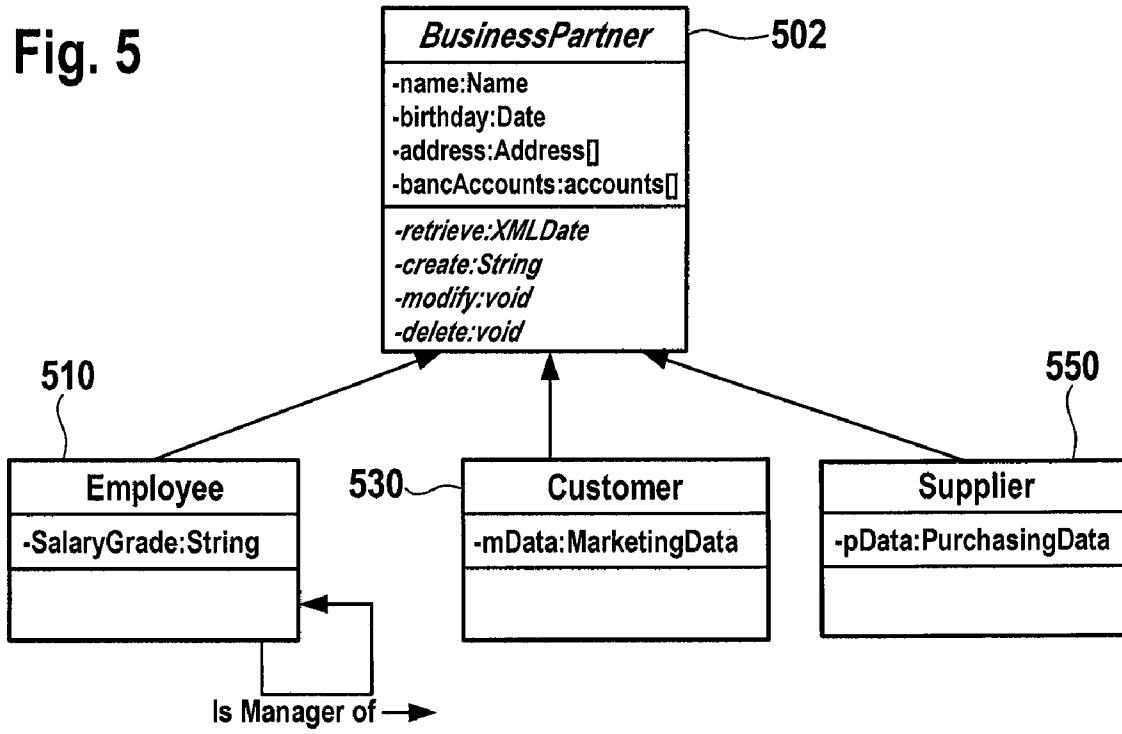 Fig. 5
BusinessPartner
502
-name:Name
-birthday:Date
-address:Address[]
-bancAccounts:accounts[]
-retrieve:XMLDate
-create:String
-modify:void
-delete:void
510
550
Employee
-SalaryGrade:String
530
Customer
-mData:MarketingData
Supplier
-pData:PurchasingData
Is Manager of